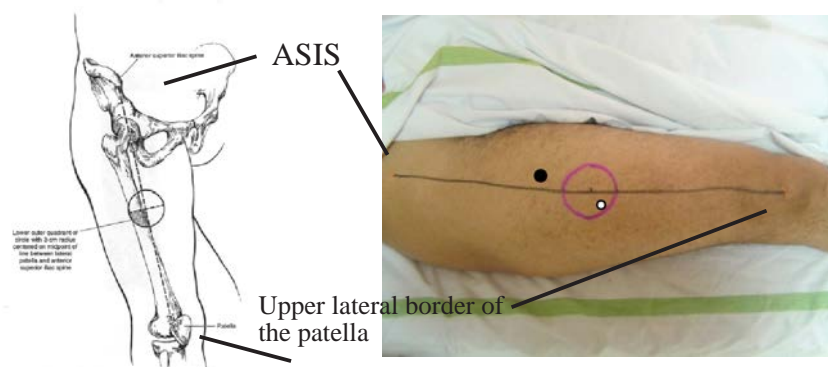 Anterior superior iliac spine
ASIS
Lower outer quadrant of
circle with 3-cm radius
centered on midpoint of
line between lateral
patella and anterior
superior iliac spine
Upper lateral border of
the patella
Patella